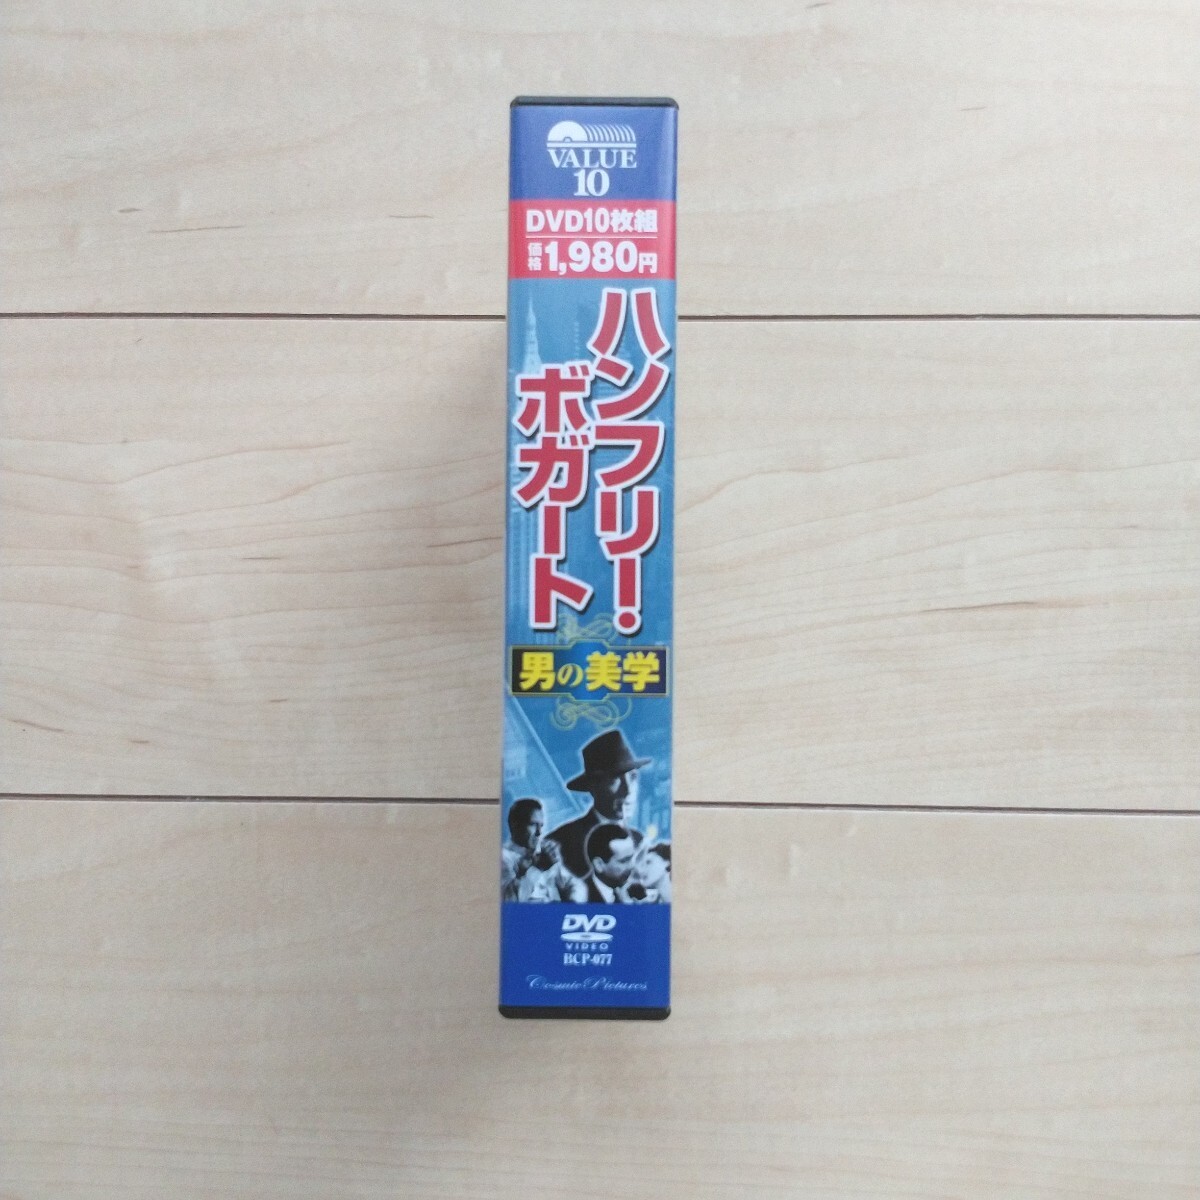 VALUE
10
DVD10枚組
価格1,980円
ハンフリー・
ボガート
男の美学
DVD
VIDEO
BCP-077
Cosmic Pictures